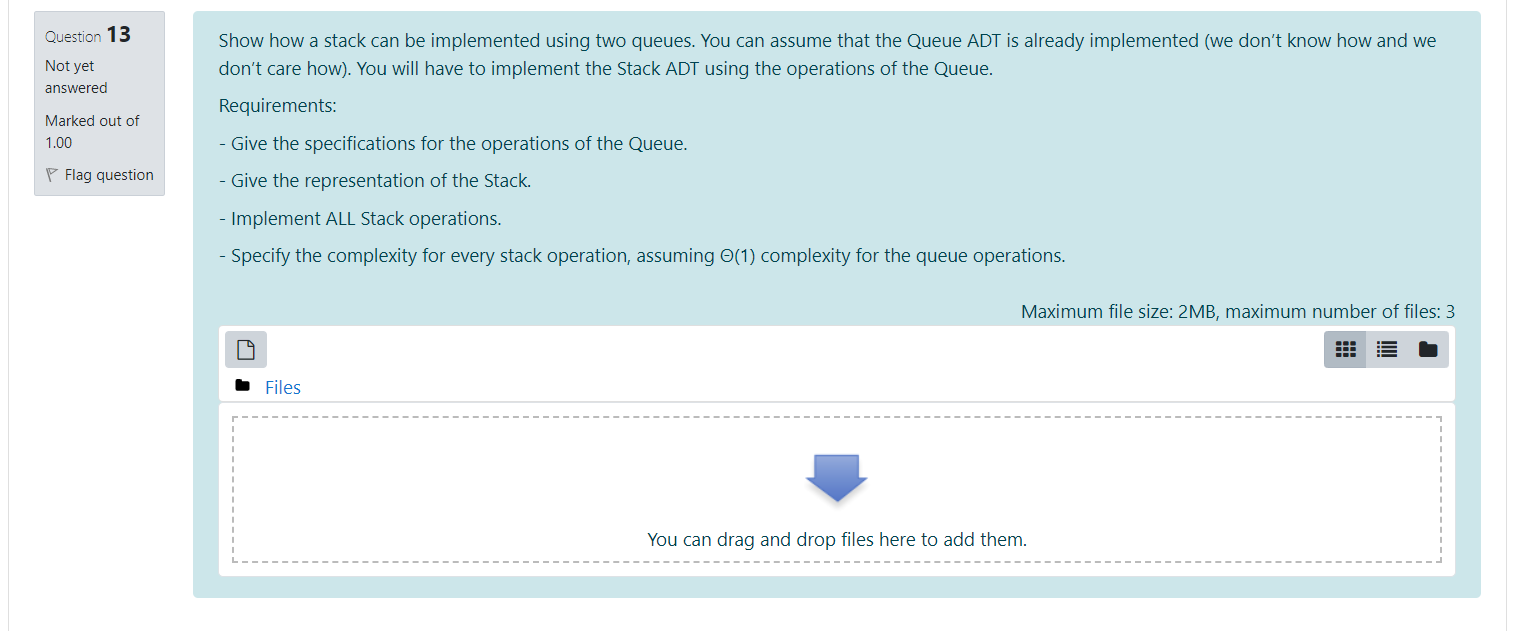 Question 13
Not yet
answered
Marked out of
1.00
Flag question
Show how a stack can be implemented using two queues. You can assume that the Queue ADT is already implemented (we don’t know how and we
don’t care how). You will have to implement the Stack ADT using the operations of the Queue.
Requirements:
- Give the specifications for the operations of the Queue.
- Give the representation of the Stack.
- Implement ALL Stack operations.
- Specify the complexity for every stack operation, assuming Θ(1) complexity for the queue operations.
Maximum file size: 2MB, maximum number of files: 3
Files
You can drag and drop files here to add them.